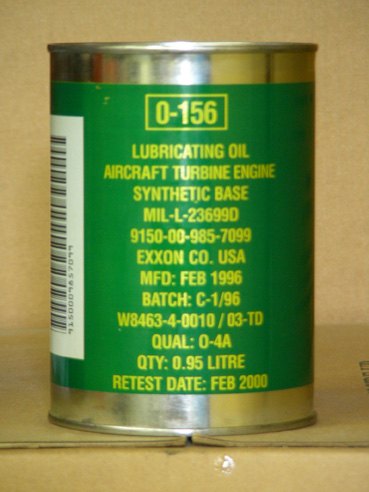 0-156
LUBRICATING OIL
AIRCRAFT TURBINE ENGINE
SYNTHETIC BASE
MIL-L-23699D
9150-00-985-7099
EXXON CO. USA
MFD: FEB 1996
BATCH: C-1/96
W8463-4-0010 / 03-TD
QUAL: O-4A
QTY: 0.95 LITRE
RETEST DATE: FEB 2000
9150009857099